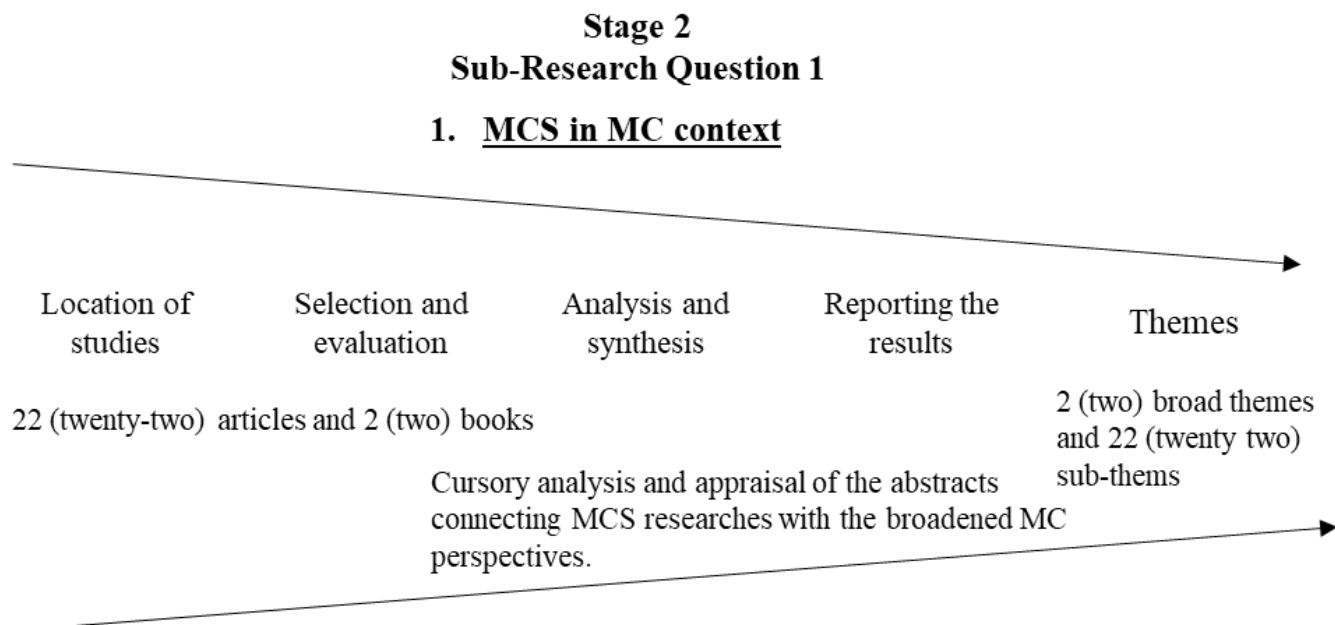 Stage 2
Sub-Research Question 1
1. MCS in MC context
Location of
studies
Selection and
evaluation
Analysis and
synthesis
Reporting the
results
Themes
22 (twenty-two) articles and 2 (two) books
2 (two) broad themes
and 22 (twenty two)
sub-thems
Cursory analysis and appraisal of the abstracts
connecting MCS researches with the broadened MC
perspectives.